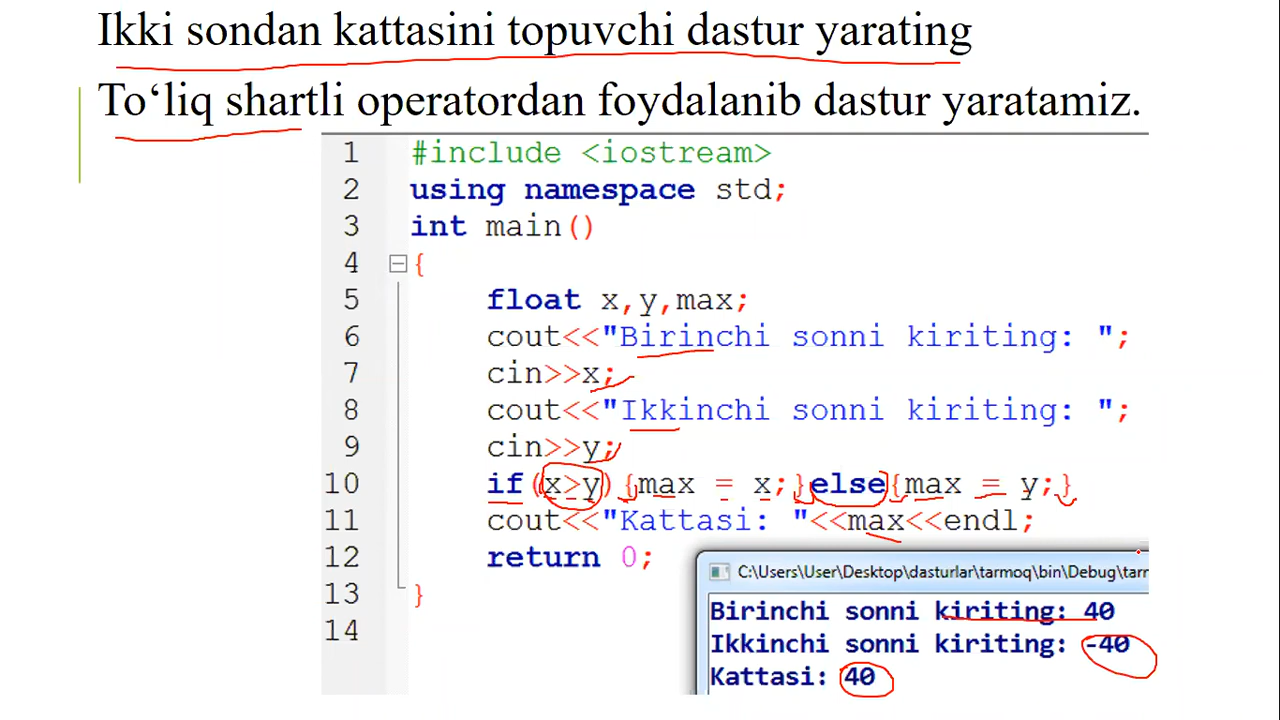 Ikki sondan kattasini topuvchi dastur yarating
To‘liq shartli operatordan foydalanib dastur yaratamiz.
1 #include <iostream>
2 using namespace std;
3 int main()
4 {
5 float x,y,max;
6 cout<<"Birinchi sonni kiriting: ";
7 cin>>x;
8 cout<<"Ikkinchi sonni kiriting: ";
9 cin>>y;
10 if(x>y){max = x;}else{max = y;}
11 cout<<"Kattasi: "<<max<<endl;
12 return 0;
13 }
14
C:\Users\User\Desktop\dasturlar\tarmoq\bin\Debug\tarm
Birinchi sonni kiriting: 40
Ikkinchi sonni kiriting: -40
Kattasi: 40